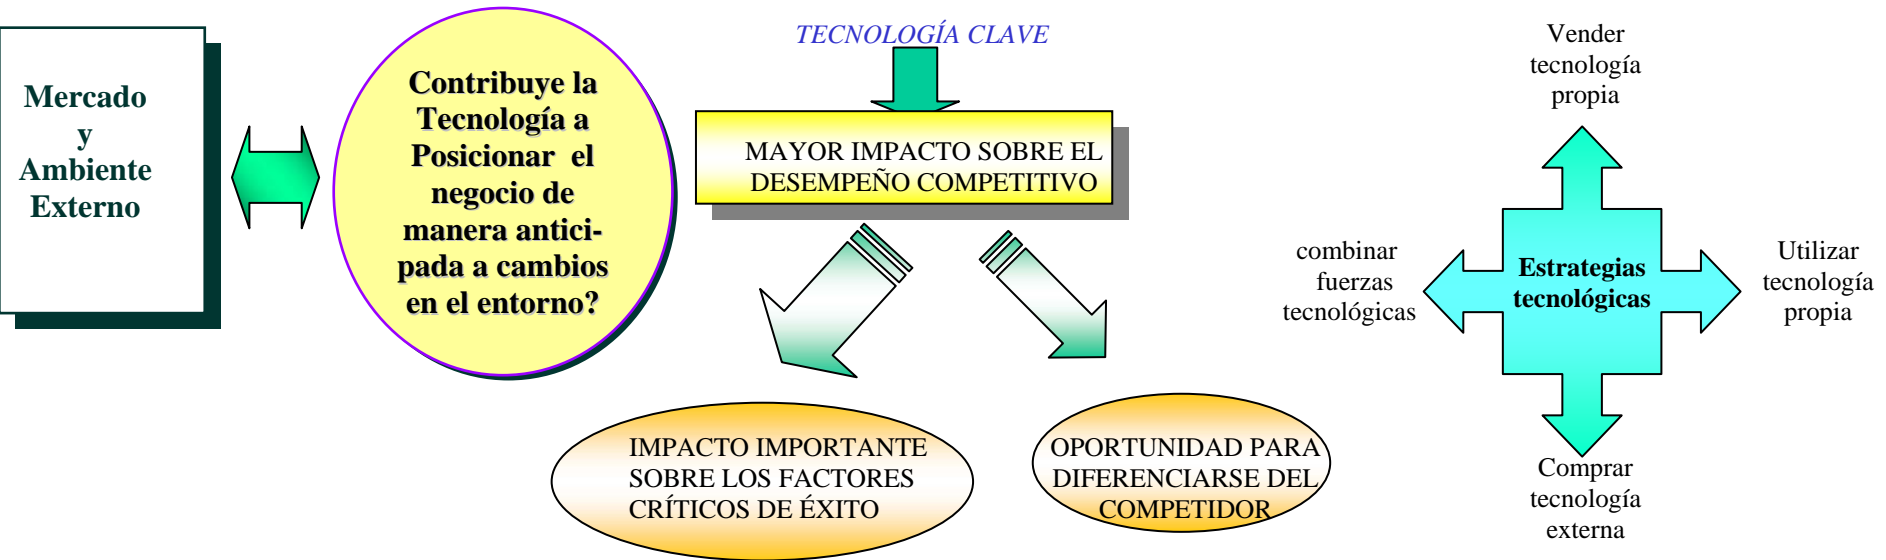 Mercado
y
Ambiente
Externo
Contribuye la
Tecnología a
Posicionar el
negocio de
manera antici-
pada a cambios
en el entorno?
TECNOLOGÍA CLAVE
MAYOR IMPACTO SOBRE EL
DESEMPEÑO COMPETITIVO
IMPACTO IMPORTANTE
SOBRE LOS FACTORES
CRÍTICOS DE ÉXITO
OPORTUNIDAD PARA
DIFERENCIARSE DEL
COMPETIDOR
Vender
tecnología
propia
combinar
fuerzas
tecnológicas
Estrategias
tecnológicas
Utilizar
tecnología
propia
Comprar
tecnología
externa